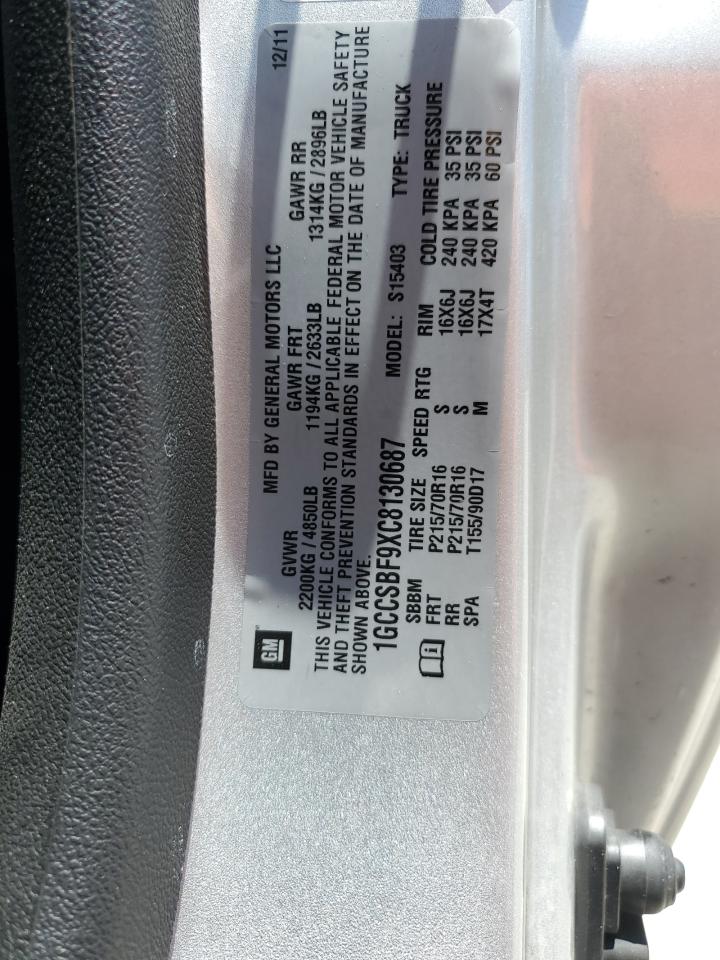 GM
MFD BY GENERAL MOTORS LLC 12/11
GVWR GAWR FRT GAWR RR
2200KG / 4850LB 1194KG / 2633LB 1314KG / 2896LB
THIS VEHICLE CONFORMS TO ALL APPLICABLE FEDERAL MOTOR VEHICLE SAFETY
AND THEFT PREVENTION STANDARDS IN EFFECT ON THE DATE OF MANUFACTURE
SHOWN ABOVE.
1GCCSBF9XC8130687 MODEL: S15403 TYPE: TRUCK
SBBM TIRE SIZE SPEED RTG RIM COLD TIRE PRESSURE
FRT P215/70R16 S 16X6J 240 KPA 35 PSI
RR P215/70R16 S 16X6J 240 KPA 35 PSI
SPA T155/90D17 M 17X4T 420 KPA 60 PSI